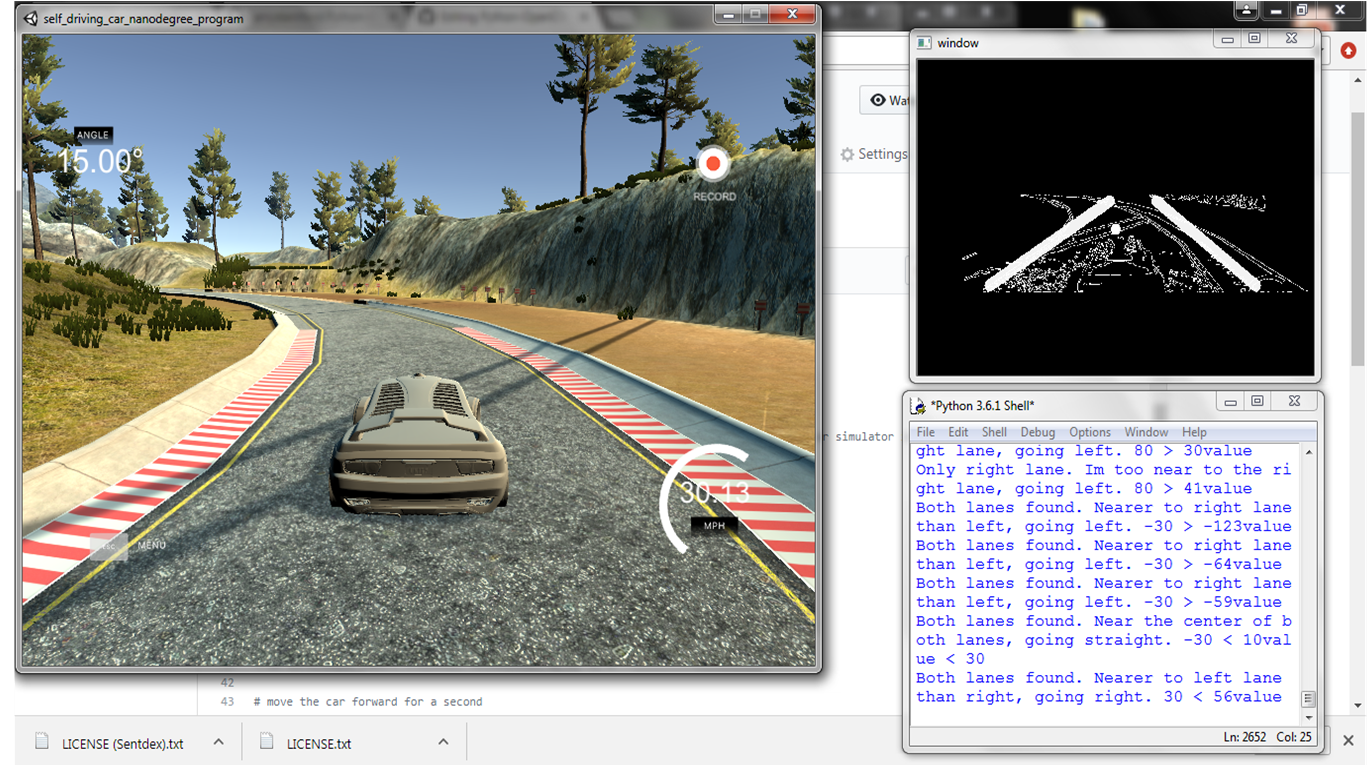 self_driving_car_nanodegree_program
ANGLE
15.00°
RECORD
30.13
MPH
MENU
window
Settings
r simulator
*Python 3.6.1 Shell*
File Edit Shell Debug Options Window Help
ght lane, going left. 80 > 30value
Only right lane. Im too near to the ri
ght lane, going left. 80 > 41value
Both lanes found. Nearer to right lane
than left, going left. -30 > -123value
Both lanes found. Nearer to right lane
than left, going left. -30 > -64value
Both lanes found. Nearer to right lane
than left, going left. -30 > -59value
Both lanes found. Near the center of b
oth lanes, going straight. -30 < 10val
ue < 30
Both lanes found. Nearer to left lane
than right, going right. 30 < 56value
Ln: 2652 Col: 25
42
43 # move the car forward for a second
LICENSE (Sentdex).txt
LICENSE.txt